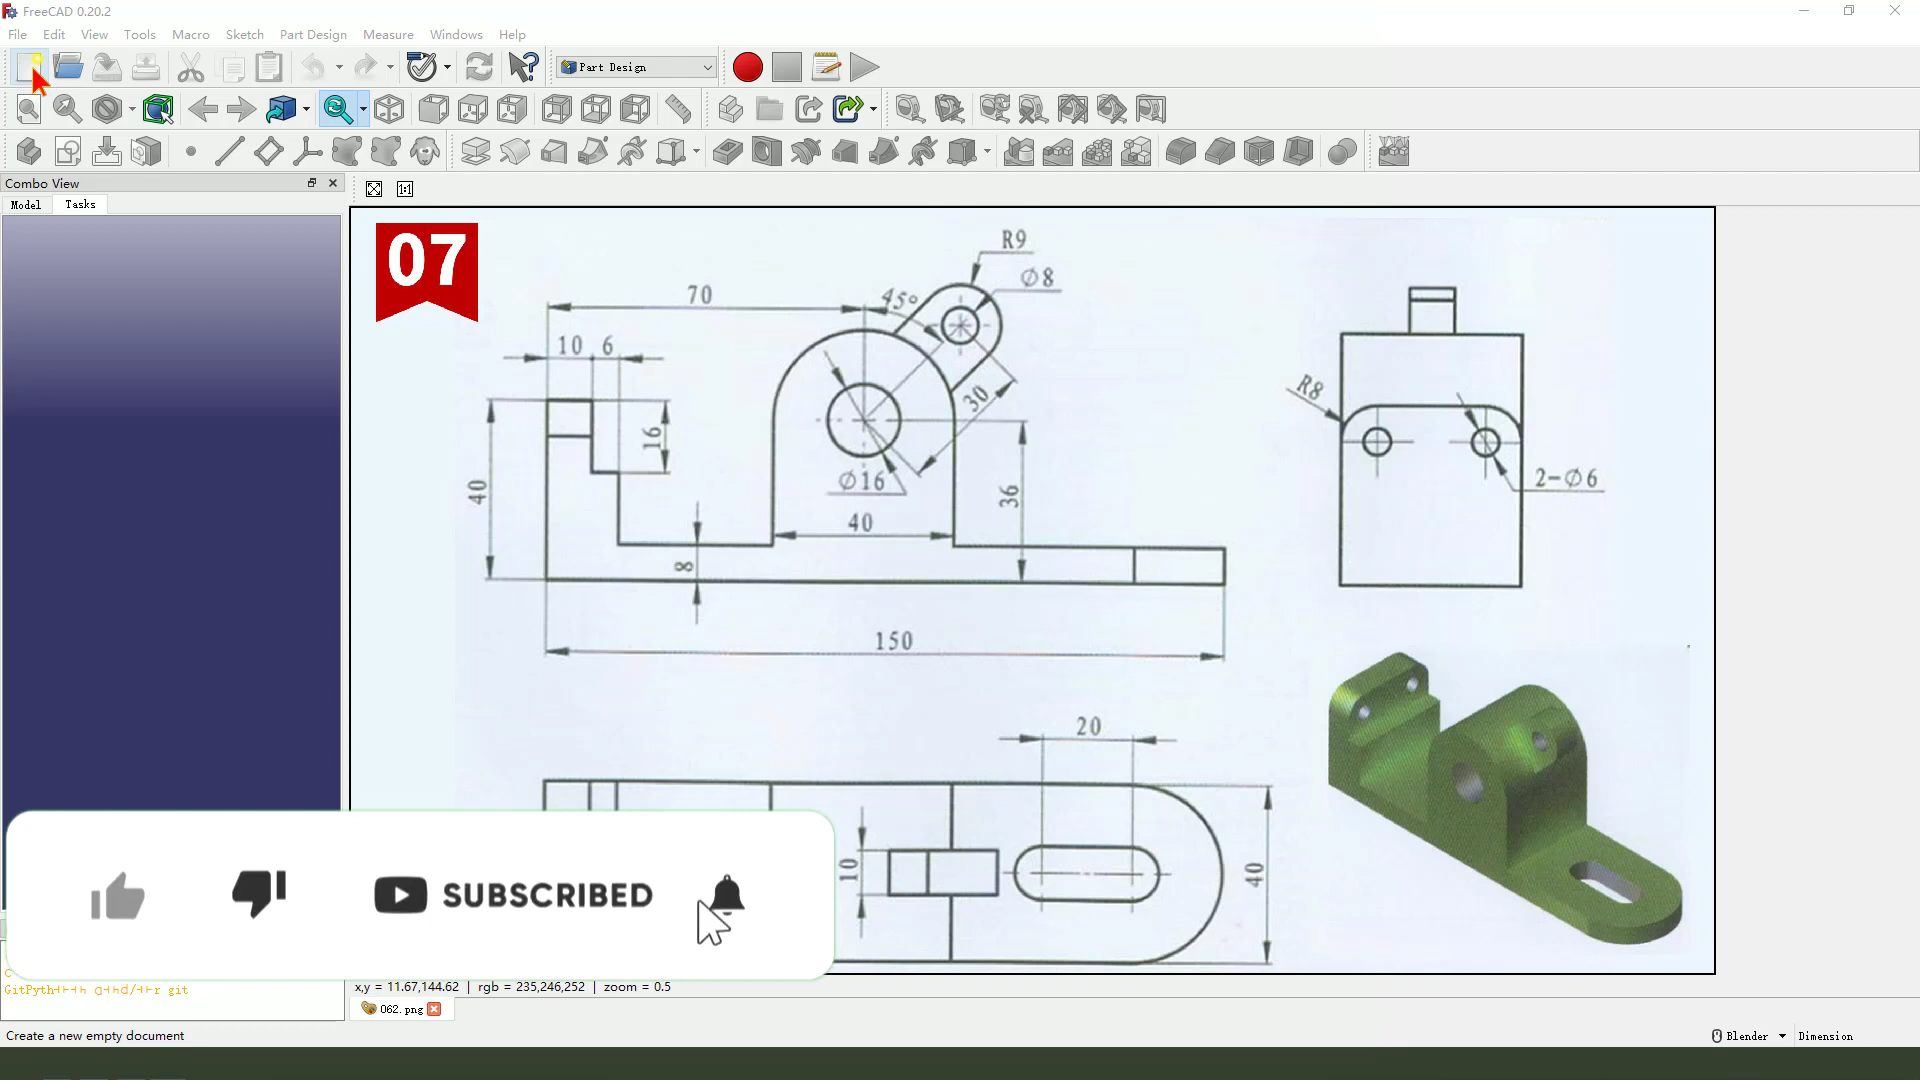 FreeCAD 0.20.2
File Edit View Tools Macro Sketch Part Design Measure Windows Help
Part Design
Combo View
Model Tasks
1:1
07
R9
Ø8
70
45°
10 6
30
16
40
Ø16
36
40
8
150
R8
2-Ø6
20
10
40
SUBSCRIBED
x,y = 11.67,144.62 | rgb = 235,246,252 | zoom = 0.5
062.png
Create a new empty document
Blender Dimension